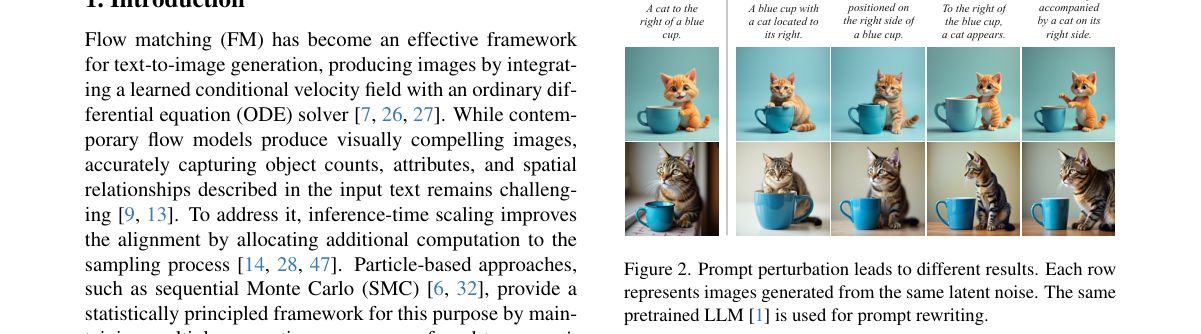 1. Introduction
Flow matching (FM) has become an effective framework
for text-to-image generation, producing images by integrat-
ing a learned conditional velocity field with an ordinary dif-
ferential equation (ODE) solver [7, 26, 27]. While contem-
porary flow models produce visually compelling images,
accurately capturing object counts, attributes, and spatial
relationships described in the input text remains challeng-
ing [9, 13]. To address it, inference-time scaling improves
the alignment by allocating additional computation to the
sampling process [14, 28, 47]. Particle-based approaches,
such as sequential Monte Carlo (SMC) [6, 32], provide a
statistically principled framework for this purpose by main-
A cat to the
right of a blue
cup.
A blue cup with
a cat located to
its right.
positioned on
the right side of
a blue cup.
To the right of
the blue cup,
a cat appears.
accompanied
by a cat on its
right side.
Figure 2. Prompt perturbation leads to different results. Each row
represents images generated from the same latent noise. The same
pretrained LLM [1] is used for prompt rewriting.